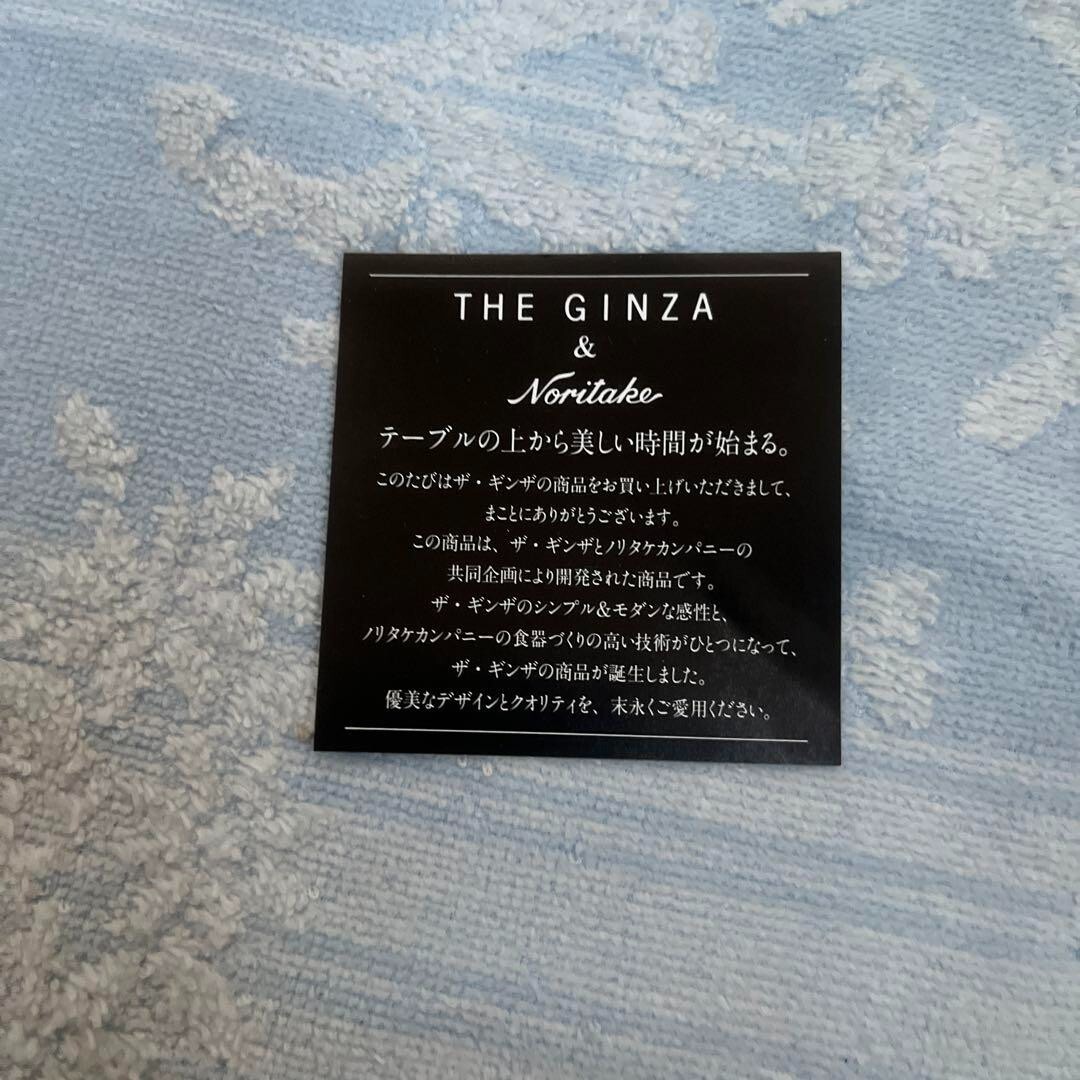 THE GINZA
&
Noritake
テーブルの上から美しい時間が始まる。
このたびはザ・ギンザの商品をお買い上げいただきまして、
まことにありがとうございます。
この商品は、ザ・ギンザとノリタケカンパニーの
共同企画により開発された商品です。
ザ・ギンザのシンプル&モダンな感性と、
ノリタケカンパニーの食器づくりの高い技術がひとつになって、
ザ・ギンザの商品が誕生しました。
優美なデザインとクオリティを、末永くご愛用ください。